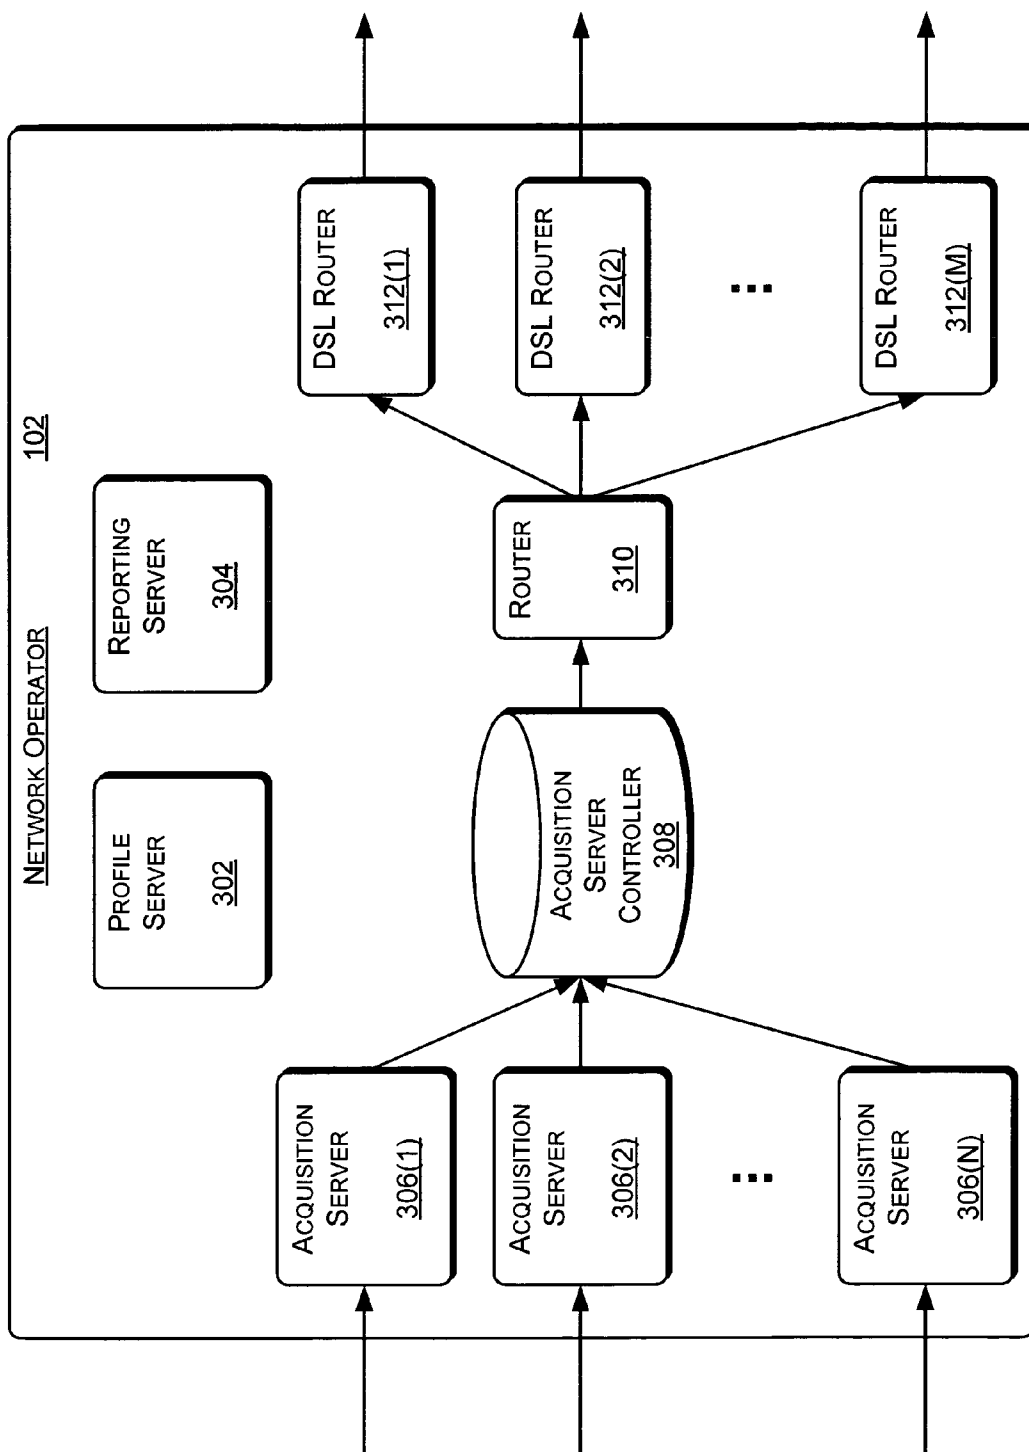 NETWORK OPERATOR
102
PROFILE
SERVER
302
REPORTING
SERVER
304
ACQUISITION
SERVER
306(1)
ACQUISITION
SERVER
306(2)
...
ACQUISITION
SERVER
306(N)
ACQUISITION
SERVER
CONTROLLER
308
ROUTER
310
DSL ROUTER
312(1)
DSL ROUTER
312(2)
...
DSL ROUTER
312(M)